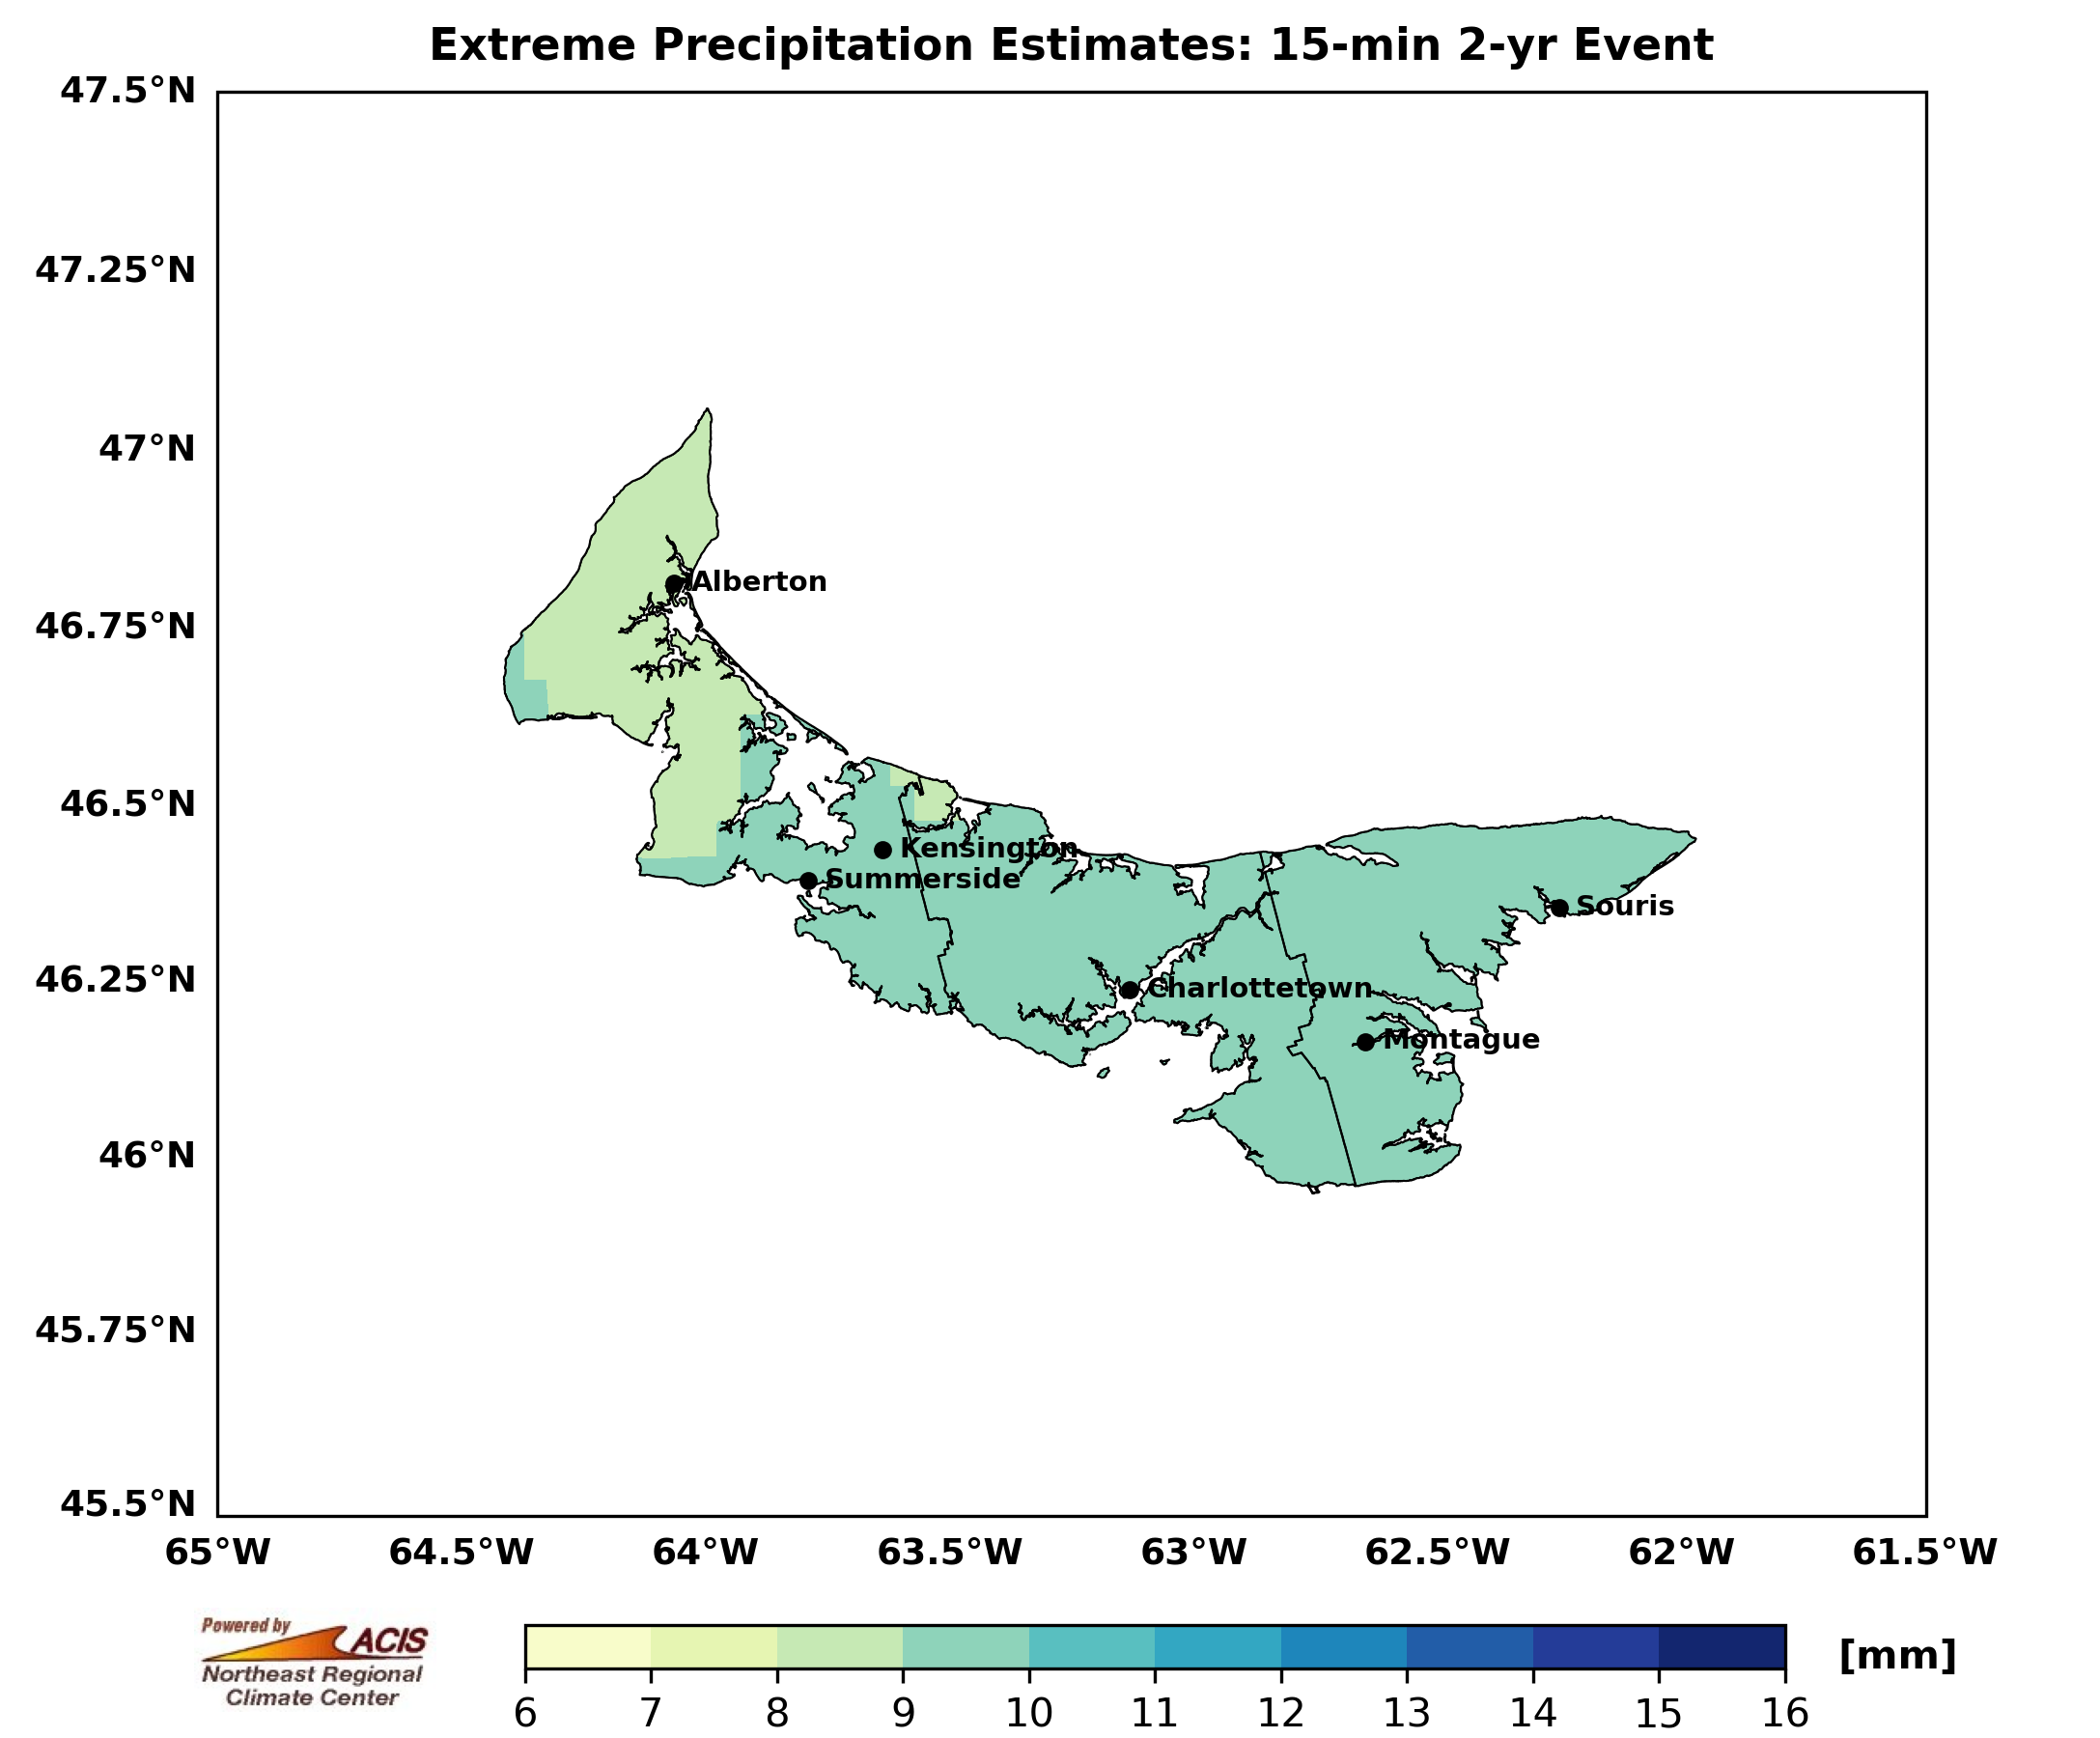 Extreme Precipitation Estimates: 15-min 2-yr Event
47.5°N
47.25°N
47°N
46.75°N
46.5°N
46.25°N
46°N
45.75°N
45.5°N
Alberton
Kensington
Summerside
Souris
Charlottetown
Montague
65°W 64.5°W 64°W 63.5°W 63°W 62.5°W 62°W 61.5°W
Powered by
ACIS
Northeast Regional
Climate Center
[mm]
6 7 8 9 10 11 12 13 14 15 16